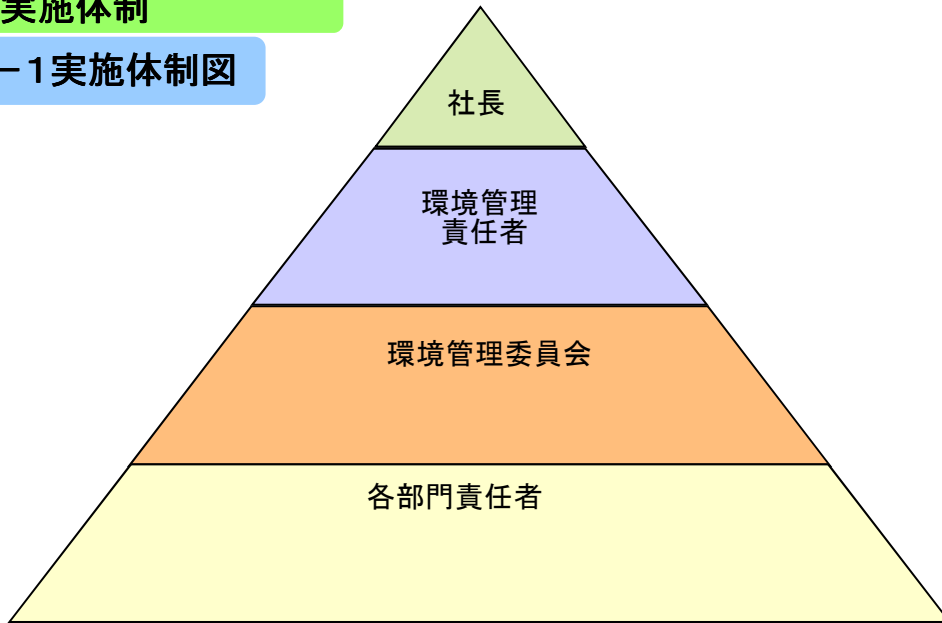 実施体制
－1実施体制図
社長
環境管理
責任者
環境管理委員会
各部門責任者